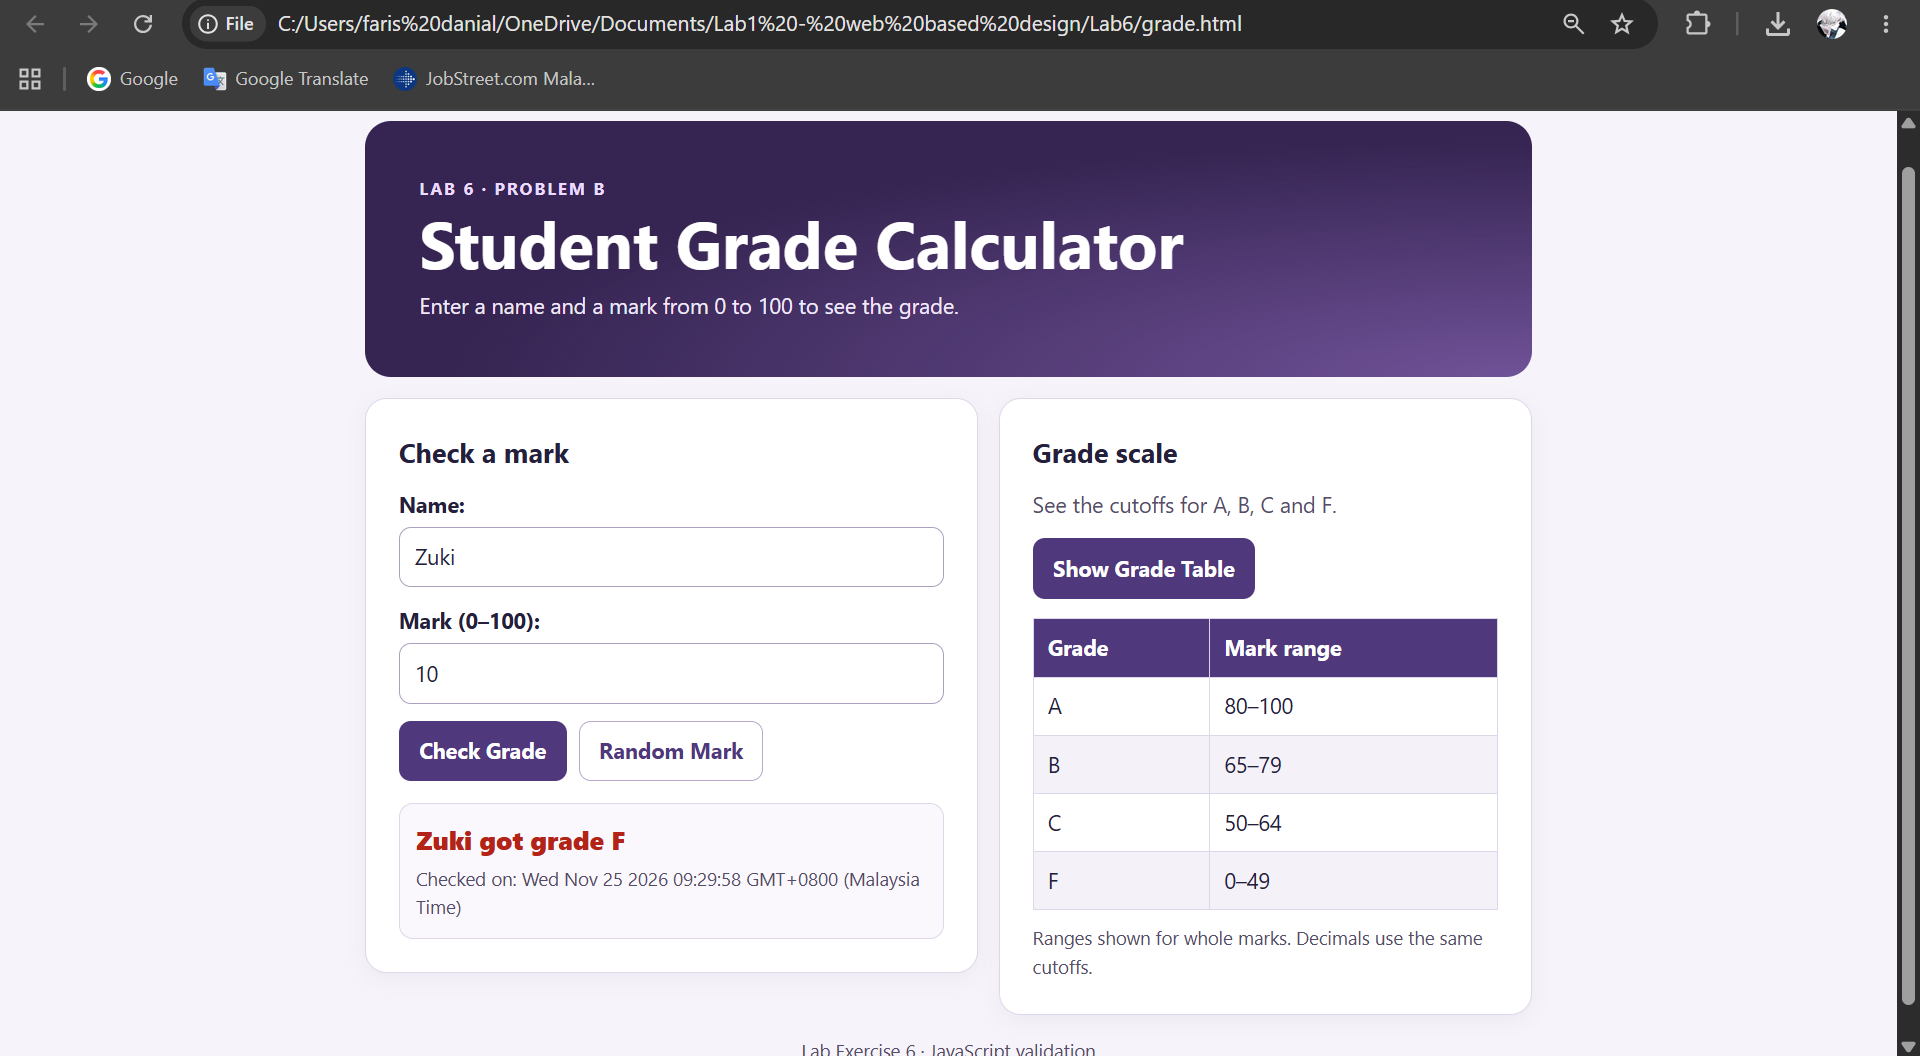 File
C:/Users/faris%20danial/OneDrive/Documents/Lab1%20-%20web%20based%20design/Lab6/grade.html
Google
Google Translate
JobStreet.com Mala...
LAB 6 · PROBLEM B
Student Grade Calculator
Enter a name and a mark from 0 to 100 to see the grade.
Check a mark
Name:
Zuki
Mark (0–100):
10
Check Grade
Random Mark
Zuki got grade F
Checked on: Wed Nov 25 2026 09:29:58 GMT+0800 (Malaysia
Time)
Grade scale
See the cutoffs for A, B, C and F.
Show Grade Table
Grade Mark range
A 80–100
B 65–79
C 50–64
F 0–49
Ranges shown for whole marks. Decimals use the same
cutoffs.
Lab Exercise 6 · JavaScript validation